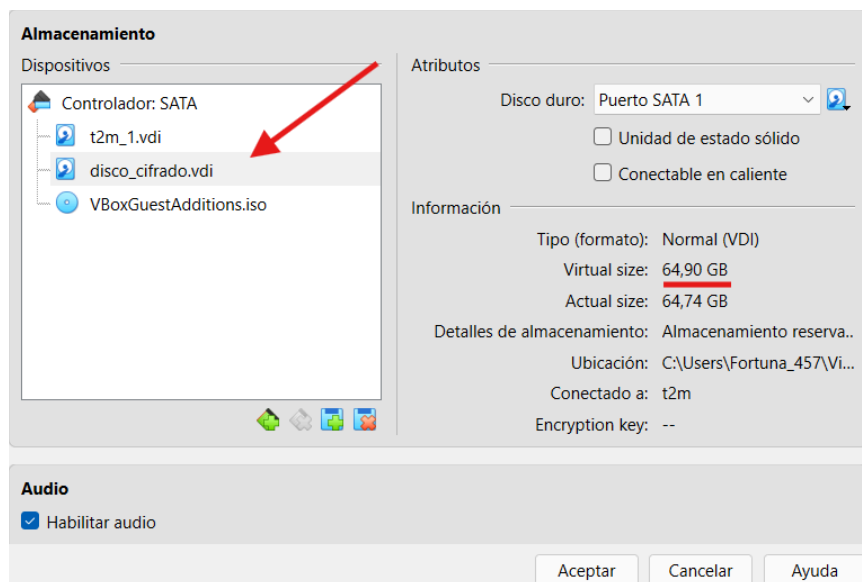 Almacenamiento
Dispositivos
Controlador: SATA
t2m_1.vdi
disco_cifrado.vdi
VBoxGuestAdditions.iso
Atributos
Disco duro: Puerto SATA 1
Unidad de estado sólido
Conectable en caliente
Información
Tipo (formato): Normal (VDI)
Virtual size: 64,90 GB
Actual size: 64,74 GB
Detalles de almacenamiento: Almacenamiento reserva..
Ubicación: C:\Users\Fortuna_457\Vi...
Conectado a: t2m
Encryption key: --
Audio
Habilitar audio
Aceptar Cancelar Ayuda